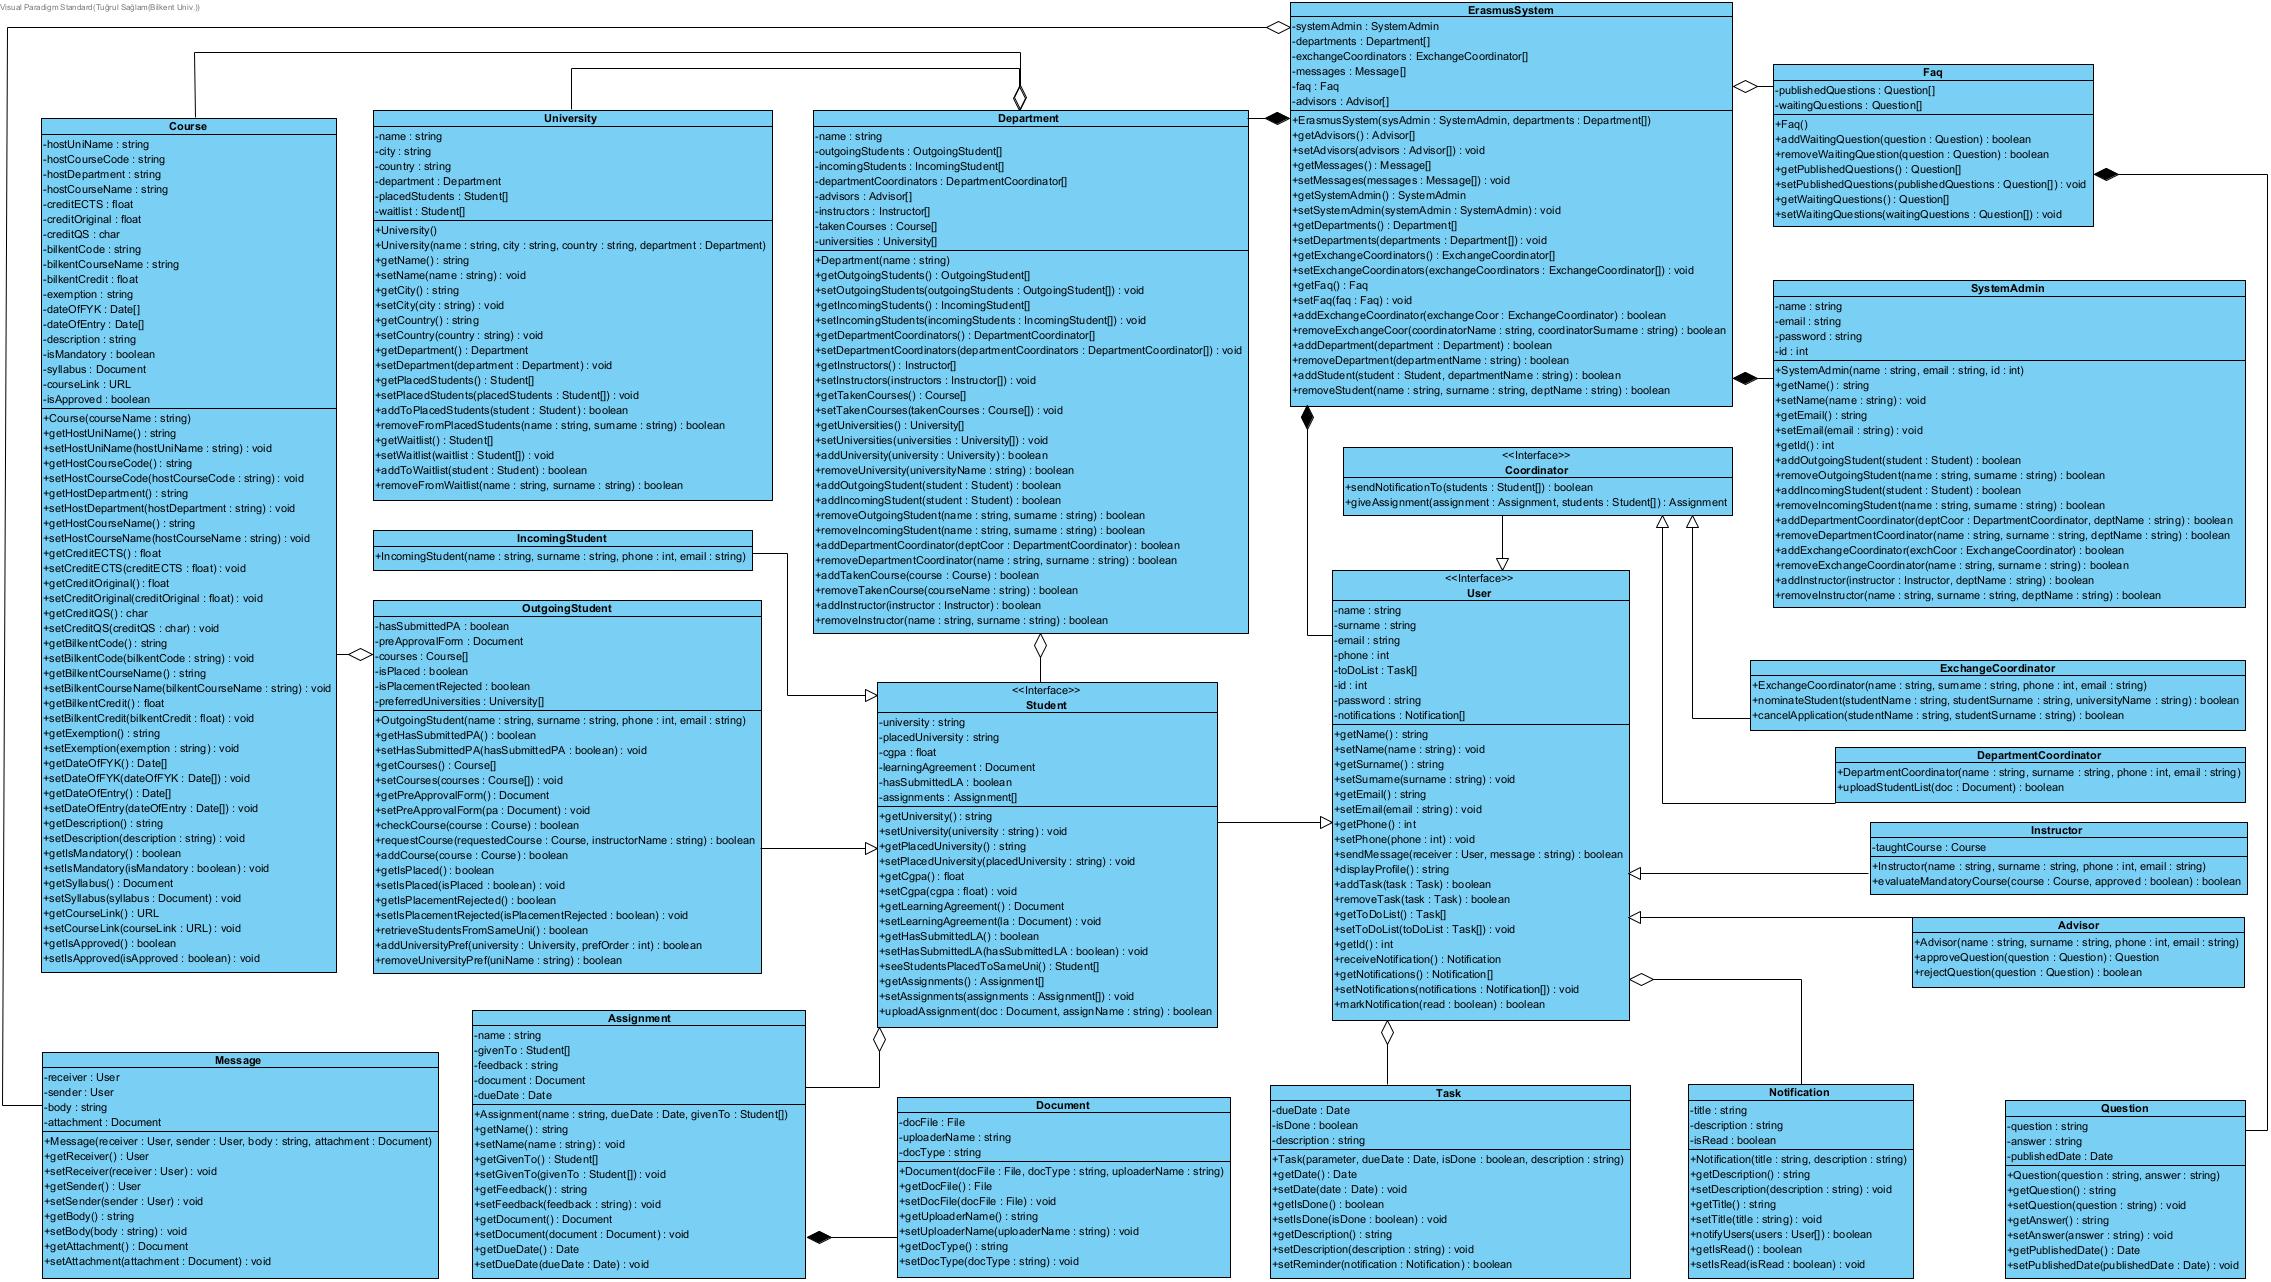 Visual Paradigm Standard(Tuğrul Sağlam(Bilkent Univ.))
ErasmusSystem
-systemAdmin : SystemAdmin
-departments : Department[]
-exchangeCoordinators : ExchangeCoordinator[]
-messages : Message[]
-faq : Faq
-advisors : Advisor[]
+ErasmusSystem(sysAdmin : SystemAdmin, departments : Department[])
+getAdvisors() : Advisor[]
+setAdvisors(advisors : Advisor[]) : void
+getMessages() : Message[]
+setMessages(messages : Message[]) : void
+getSystemAdmin() : SystemAdmin
+setSystemAdmin(systemAdmin : SystemAdmin) : void
+getDepartments() : Department[]
+setDepartments(departments : Department[]) : void
+getExchangeCoordinators() : ExchangeCoordinator[]
+setExchangeCoordinators(exchangeCoordinators : ExchangeCoordinator[]) : void
+getFaq() : Faq
+setFaq(faq : Faq) : void
+addExchangeCoordinator(exchangeCoor : ExchangeCoordinator) : boolean
+removeExchangeCoor(coordinatorName : string, coordinatorSurname : string) : boolean
+addDepartment(department : Department) : boolean
+removeDepartment(departmentName : string) : boolean
+addStudent(student : Student, departmentName : string) : boolean
+removeStudent(name : string, surname : string, deptName : string) : boolean
Faq
-publishedQuestions : Question[]
-waitingQuestions : Question[]
+Faq()
+addWaitingQuestion(question : Question) : boolean
+removeWaitingQuestion(question : Question) : boolean
+getPublishedQuestions() : Question[]
+setPublishedQuestions(publishedQuestions : Question[]) : void
+getWaitingQuestions() : Question[]
+setWaitingQuestions(waitingQuestions : Question[]) : void
Course
-hostUniName : string
-hostCourseCode : string
-hostDepartment : string
-hostCourseName : string
-creditECTS : float
-creditOriginal : float
-creditQS : char
-bilkentCode : string
-bilkentCourseName : string
-bilkentCredit : float
-exemption : string
-dateOfFYK : Date[]
-dateOfEntry : Date[]
-description : string
-isMandatory : boolean
-syllabus : Document
-courseLink : URL
-isApproved : boolean
+Course(courseName : string)
+getHostUniName() : string
+setHostUniName(hostUniName : string) : void
+getHostCourseCode() : string
+setHostCourseCode(hostCourseCode : string) : void
+getHostDepartment() : string
+setHostDepartment(hostDepartment : string) : void
+getHostCourseName() : string
+setHostCourseName(hostCourseName : string) : void
+getCreditECTS() : float
+setCreditECTS(creditECTS : float) : void
+getCreditOriginal() : float
+setCreditOriginal(creditOriginal : float) : void
+getCreditQS() : char
+setCreditQS(creditQS : char) : void
+getBilkentCode() : string
+setBilkentCode(bilkentCode : string) : void
+getBilkentCourseName() : string
+setBilkentCourseName(bilkentCourseName : string) : void
+getBilkentCredit() : float
+setBilkentCredit(bilkentCredit : float) : void
+getExemption() : string
+setExemption(exemption : string) : void
+getDateOfFYK() : Date[]
+setDateOfFYK(dateOfFYK : Date[]) : void
+getDateOfEntry() : Date[]
+setDateOfEntry(dateOfEntry : Date[]) : void
+getDescription() : string
+setDescription(description : string) : void
+getIsMandatory() : boolean
+setIsMandatory(isMandatory : boolean) : void
+getSyllabus() : Document
+setSyllabus(syllabus : Document) : void
+getCourseLink() : URL
+setCourseLink(courseLink : URL) : void
+getIsApproved() : boolean
+setIsApproved(isApproved : boolean) : void
University
-name : string
-city : string
-country : string
-department : Department
-placedStudents : Student[]
-waitlist : Student[]
+University()
+University(name : string, city : string, country : string, department : Department)
+getName() : string
+setName(name : string) : void
+getCity() : string
+setCity(city : string) : void
+getCountry() : string
+setCountry(country : string) : void
+getDepartment() : Department
+setDepartment(department : Department) : void
+getPlacedStudents() : Student[]
+setPlacedStudents(placedStudents : Student[]) : void
+addToPlacedStudents(student : Student) : boolean
+removeFromPlacedStudents(name : string, surname : string) : boolean
+getWaitlist() : Student[]
+setWaitlist(waitlist : Student[]) : void
+addToWaitlist(student : Student) : boolean
+removeFromWaitlist(name : string, surname : string) : boolean
Department
-name : string
-outgoingStudents : OutgoingStudent[]
-incomingStudents : IncomingStudent[]
-departmentCoordinators : DepartmentCoordinator[]
-advisors : Advisor[]
-instructors : Instructor[]
-takenCourses : Course[]
-universities : University[]
+Department(name : string)
+getOutgoingStudents() : OutgoingStudent[]
+setOutgoingStudents(outgoingStudents : OutgoingStudent[]) : void
+getIncomingStudents() : IncomingStudent[]
+setIncomingStudents(incomingStudents : IncomingStudent[]) : void
+getDepartmentCoordinators() : DepartmentCoordinator[]
+setDepartmentCoordinators(departmentCoordinators : DepartmentCoordinator[]) : void
+getInstructors() : Instructor[]
+setInstructors(instructors : Instructor[]) : void
+getTakenCourses() : Course[]
+setTakenCourses(takenCourses : Course[]) : void
+getUniversities() : University[]
+setUniversities(universities : University[]) : void
+addUniversity(university : University) : boolean
+removeUniversity(universityName : string) : boolean
+addOutgoingStudent(student : Student) : boolean
+addIncomingStudent(student : Student) : boolean
+removeOutgoingStudent(name : string, surname : string) : boolean
+removeIncomingStudent(name : string, surname : string) : boolean
+addDepartmentCoordinator(deptCoor : DepartmentCoordinator) : boolean
+removeDepartmentCoordinator(name : string, surname : string) : boolean
+addTakenCourse(course : Course) : boolean
+removeTakenCourse(courseName : string) : boolean
+addInstructor(instructor : Instructor) : boolean
+removeInstructor(name : string, surname : string) : boolean
SystemAdmin
-name : string
-email : string
-password : string
-id : int
+SystemAdmin(name : string, email : string, id : int)
+getName() : string
+setName(name : string) : void
+getEmail() : string
+setEmail(email : string) : void
+getId() : int
+addOutgoingStudent(student : Student) : boolean
+removeOutgoingStudent(name : string, surname : string) : boolean
+addIncomingStudent(student : Student) : boolean
+removeIncomingStudent(name : string, surname : string) : boolean
+addDepartmentCoordinator(deptCoor : DepartmentCoordinator, deptName : string) : boolean
+removeDepartmentCoordinator(name : string, surname : string, deptName : string) : boolean
+addExchangeCoordinator(exchCoor : ExchangeCoordinator) : boolean
+removeExchangeCoordinator(name : string, surname : string) : boolean
+addInstructor(instructor : Instructor, deptName : string) : boolean
+removeInstructor(name : string, surname : string, deptName : string) : boolean
<<Interface>>
Coordinator
+sendNotificationTo(students : Student[]) : boolean
+giveAssignment(assignment : Assignment, students : Student[]) : Assignment
IncomingStudent
+IncomingStudent(name : string, surname : string, phone : int, email : string)
OutgoingStudent
-hasSubmittedPA : boolean
-preApprovalForm : Document
-courses : Course[]
-isPlaced : boolean
-isPlacementRejected : boolean
-preferredUniversities : University[]
+OutgoingStudent(name : string, surname : string, phone : int, email : string)
+getHasSubmittedPA() : boolean
+setHasSubmittedPA(hasSubmittedPA : boolean) : void
+getCourses() : Course[]
+setCourses(courses : Course[]) : void
+getPreApprovalForm() : Document
+setPreApprovalForm(pa : Document) : void
+checkCourse(course : Course) : boolean
+requestCourse(requestedCourse : Course, instructorName : string) : boolean
+addCourse(course : Course) : boolean
+getIsPlaced() : boolean
+setIsPlaced(isPlaced : boolean) : void
+getIsPlacementRejected() : boolean
+setIsPlacementRejected(isPlacementRejected : boolean) : void
+retrieveStudentsFromSameUni() : boolean
+addUniversityPref(university : University, prefOrder : int) : boolean
+removeUniversityPref(uniName : string) : boolean
<<Interface>>
Student
-university : string
-placedUniversity : string
-cgpa : float
-learningAgreement : Document
-hasSubmittedLA : boolean
-assignments : Assignment[]
+getUniversity() : string
+setUniversity(university : string) : void
+getPlacedUniversity() : string
+setPlacedUniversity(placedUniversity : string) : void
+getCgpa() : float
+setCgpa(cgpa : float) : void
+getLearningAgreement() : Document
+setLearningAgreement(la : Document) : void
+getHasSubmittedLA() : boolean
+setHasSubmittedLA(hasSubmittedLA : boolean) : void
+seeStudentsPlacedToSameUni() : Student[]
+getAssignments() : Assignment[]
+setAssignments(assignments : Assignment[]) : void
+uploadAssignment(doc : Document, assignName : string) : boolean
<<Interface>>
User
-name : string
-surname : string
-email : string
-phone : int
-toDoList : Task[]
-id : int
-password : string
-notifications : Notification[]
+getName() : string
+setName(name : string) : void
+getSurname() : string
+setSurname(surname : string) : void
+getEmail() : string
+setEmail(email : string) : void
+getPhone() : int
+setPhone(phone : int) : void
+sendMessage(receiver : User, message : string) : boolean
+displayProfile() : string
+addTask(task : Task) : boolean
+removeTask(task : Task) : boolean
+getToDoList() : Task[]
+setToDoList(toDoList : Task[]) : void
+getId() : int
+receiveNotification() : Notification
+getNotifications() : Notification[]
+setNotifications(notifications : Notification[]) : void
+markNotification(read : boolean) : boolean
ExchangeCoordinator
+ExchangeCoordinator(name : string, surname : string, phone : int, email : string)
+nominateStudent(studentName : string, studentSurname : string, universityName : string) : boolean
+cancelApplication(studentName : string, studentSurname : string) : boolean
DepartmentCoordinator
+DepartmentCoordinator(name : string, surname : string, phone : int, email : string)
+uploadStudentList(doc : Document) : boolean
Instructor
-taughtCourse : Course
+Instructor(name : string, surname : string, phone : int, email : string)
+evaluateMandatoryCourse(course : Course, approved : boolean) : boolean
Advisor
+Advisor(name : string, surname : string, phone : int, email : string)
+approveQuestion(question : Question) : Question
+rejectQuestion(question : Question) : boolean
Message
-receiver : User
-sender : User
-body : string
-attachment : Document
+Message(receiver : User, sender : User, body : string, attachment : Document)
+getReceiver() : User
+setReceiver(receiver : User) : void
+getSender() : User
+setSender(sender : User) : void
+getBody() : string
+setBody(body : string) : void
+getAttachment() : Document
+setAttachment(attachment : Document) : void
Assignment
-name : string
-givenTo : Student[]
-feedback : string
-document : Document
-dueDate : Date
+Assignment(name : string, dueDate : Date, givenTo : Student[])
+getName() : string
+setName(name : string) : void
+getGivenTo() : Student[]
+setGivenTo(givenTo : Student[]) : void
+getFeedback() : string
+setFeedback(feedback : string) : void
+getDocument() : Document
+setDocument(document : Document) : void
+getDueDate() : Date
+setDueDate(dueDate : Date) : void
Document
-docFile : File
-uploaderName : string
-docType : string
+Document(docFile : File, docType : string, uploaderName : string)
+getDocFile() : File
+setDocFile(docFile : File) : void
+getUploaderName() : string
+setUploaderName(uploaderName : string) : void
+getDocType() : string
+setDocType(docType : string) : void
Task
-dueDate : Date
-isDone : boolean
-description : string
+Task(parameter, dueDate : Date, isDone : boolean, description : string)
+getDate() : Date
+setDate(date : Date) : void
+getIsDone() : boolean
+setIsDone(isDone : boolean) : void
+getDescription() : string
+setDescription(description : string) : void
+setReminder(notification : Notification) : boolean
Notification
-title : string
-description : string
-isRead : boolean
+Notification(title : string, description : string)
+getDescription() : string
+setDescription(description : string) : void
+getTitle() : string
+setTitle(title : string) : void
+notifyUsers(users : User[]) : boolean
+getIsRead() : boolean
+setIsRead(isRead : boolean) : void
Question
-question : string
-answer : string
-publishedDate : Date
+Question(question : string, answer : string)
+getQuestion() : string
+setQuestion(question : string) : void
+getAnswer() : string
+setAnswer(answer : string) : void
+getPublishedDate() : Date
+setPublishedDate(publishedDate : Date) : void